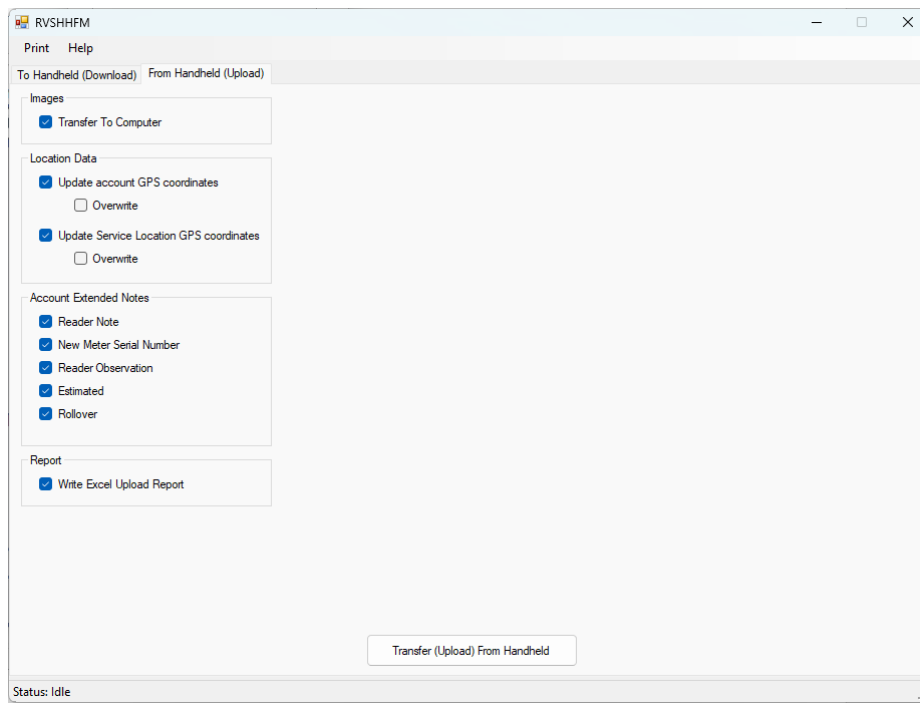 RVSHHFM
Print Help
To Handheld (Download) From Handheld (Upload)
Images
Transfer To Computer
Location Data
Update account GPS coordinates
Overwrite
Update Service Location GPS coordinates
Overwrite
Account Extended Notes
Reader Note
New Meter Serial Number
Reader Observation
Estimated
Rollover
Report
Write Excel Upload Report
Transfer (Upload) From Handheld
Status: Idle